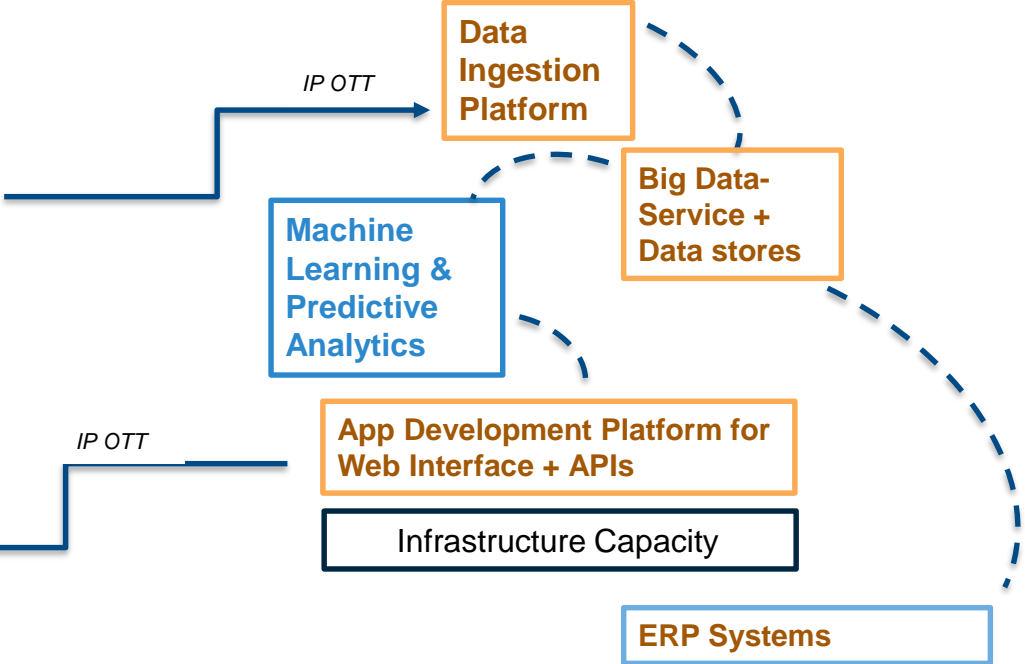 Data
Ingestion
Platform
IP OTT
Big Data-
Service +
Data stores
Machine
Learning &
Predictive
Analytics
App Development Platform for
Web Interface + APIs
IP OTT
Infrastructure Capacity
ERP Systems